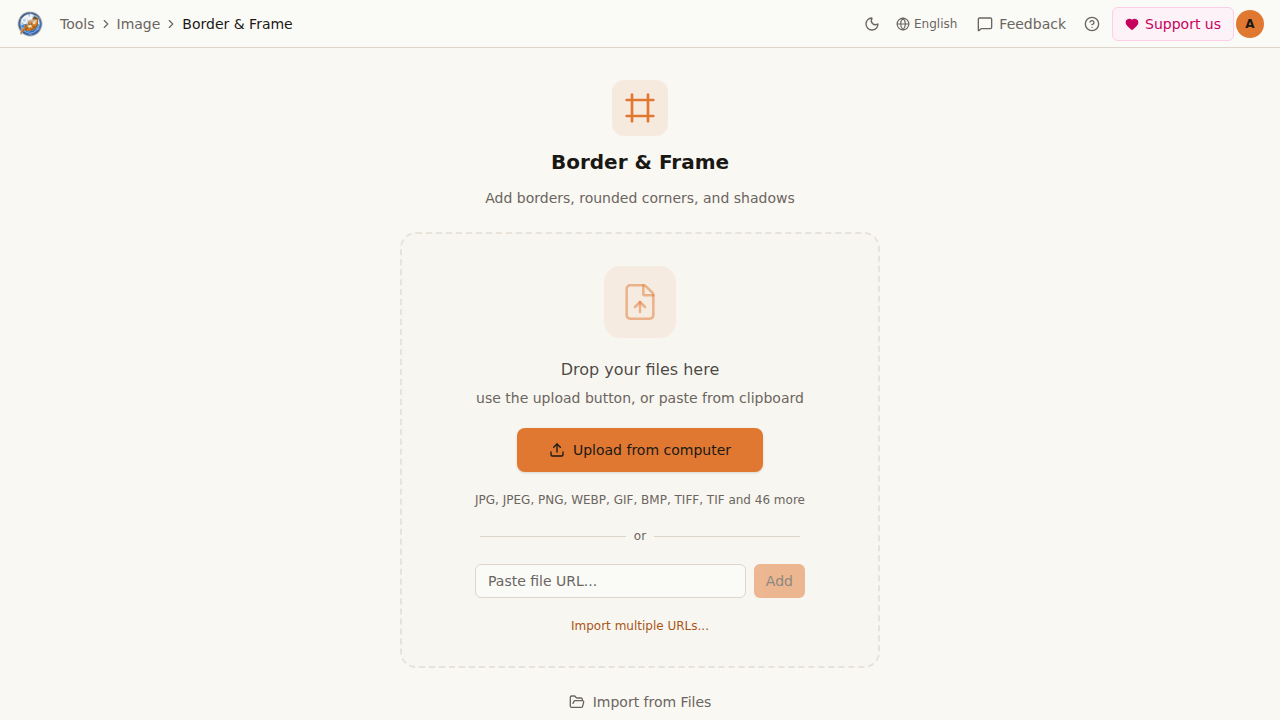 Tools > Image > Border & Frame
English
Feedback
Support us
A
Border & Frame
Add borders, rounded corners, and shadows
Drop your files here
use the upload button, or paste from clipboard
Upload from computer
JPG, JPEG, PNG, WEBP, GIF, BMP, TIFF, TIF and 46 more
or
Paste file URL...
Add
Import multiple URLs...
Import from Files